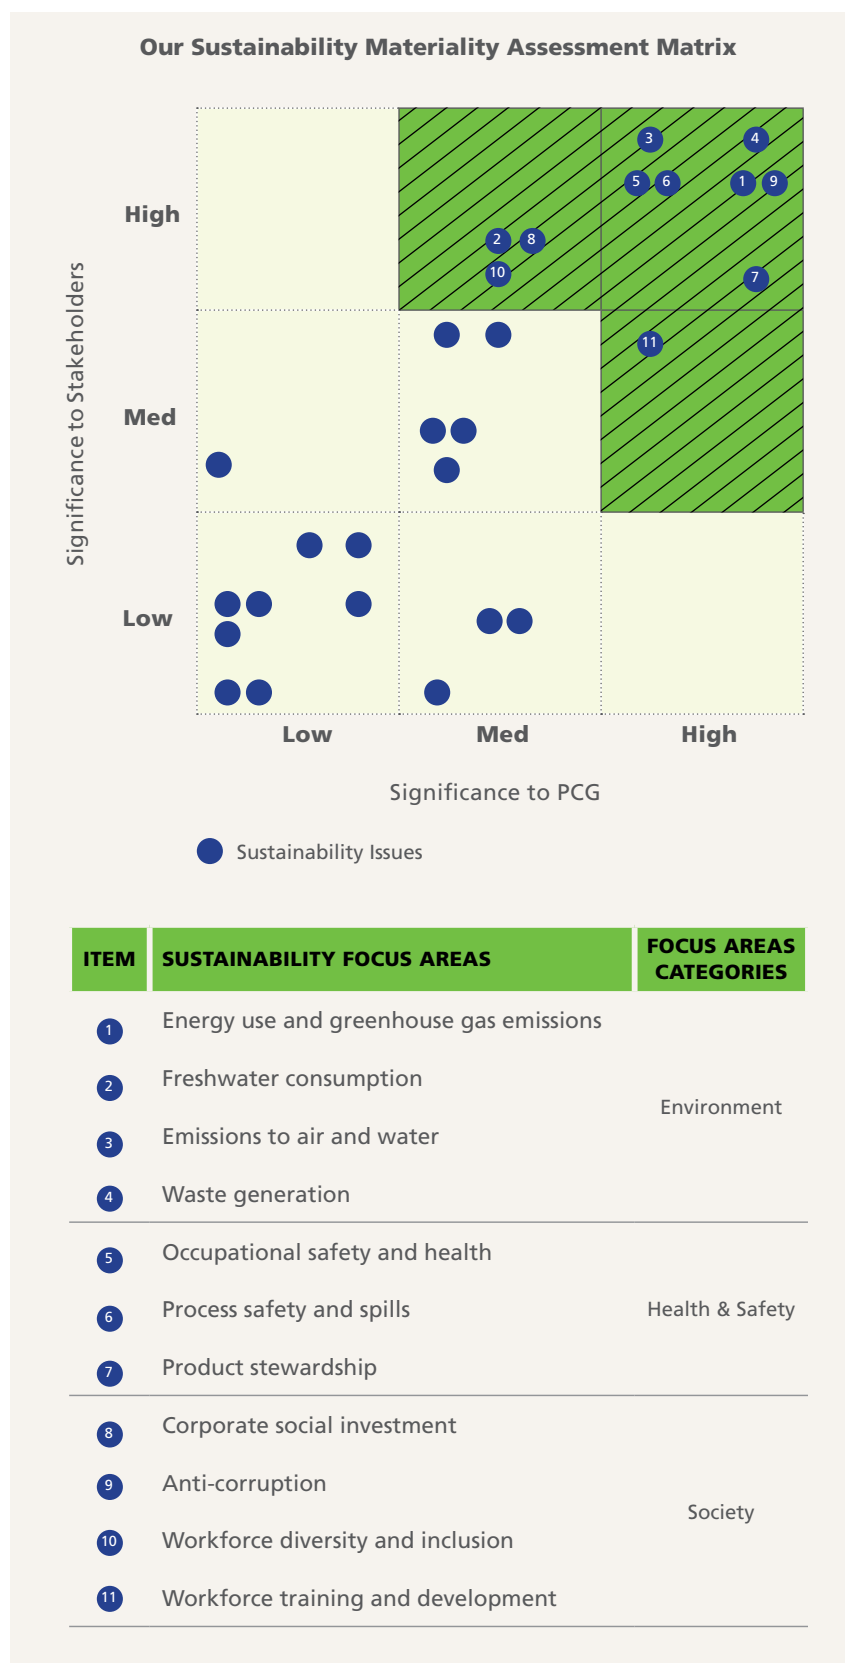 Our Sustainability Materiality Assessment Matrix
Significance to Stakeholders
High
3
4
5
6
1
9
2
8
10
7
Med
11
Low
Low
Med
High
Significance to PCG
Sustainability Issues
ITEM
SUSTAINABILITY FOCUS AREAS
FOCUS AREAS
CATEGORIES
1
Energy use and greenhouse gas emissions
2
Freshwater consumption
Environment
3
Emissions to air and water
4
Waste generation
5
Occupational safety and health
6
Process safety and spills
Health & Safety
7
Product stewardship
8
Corporate social investment
9
Anti-corruption
Society
10
Workforce diversity and inclusion
11
Workforce training and development